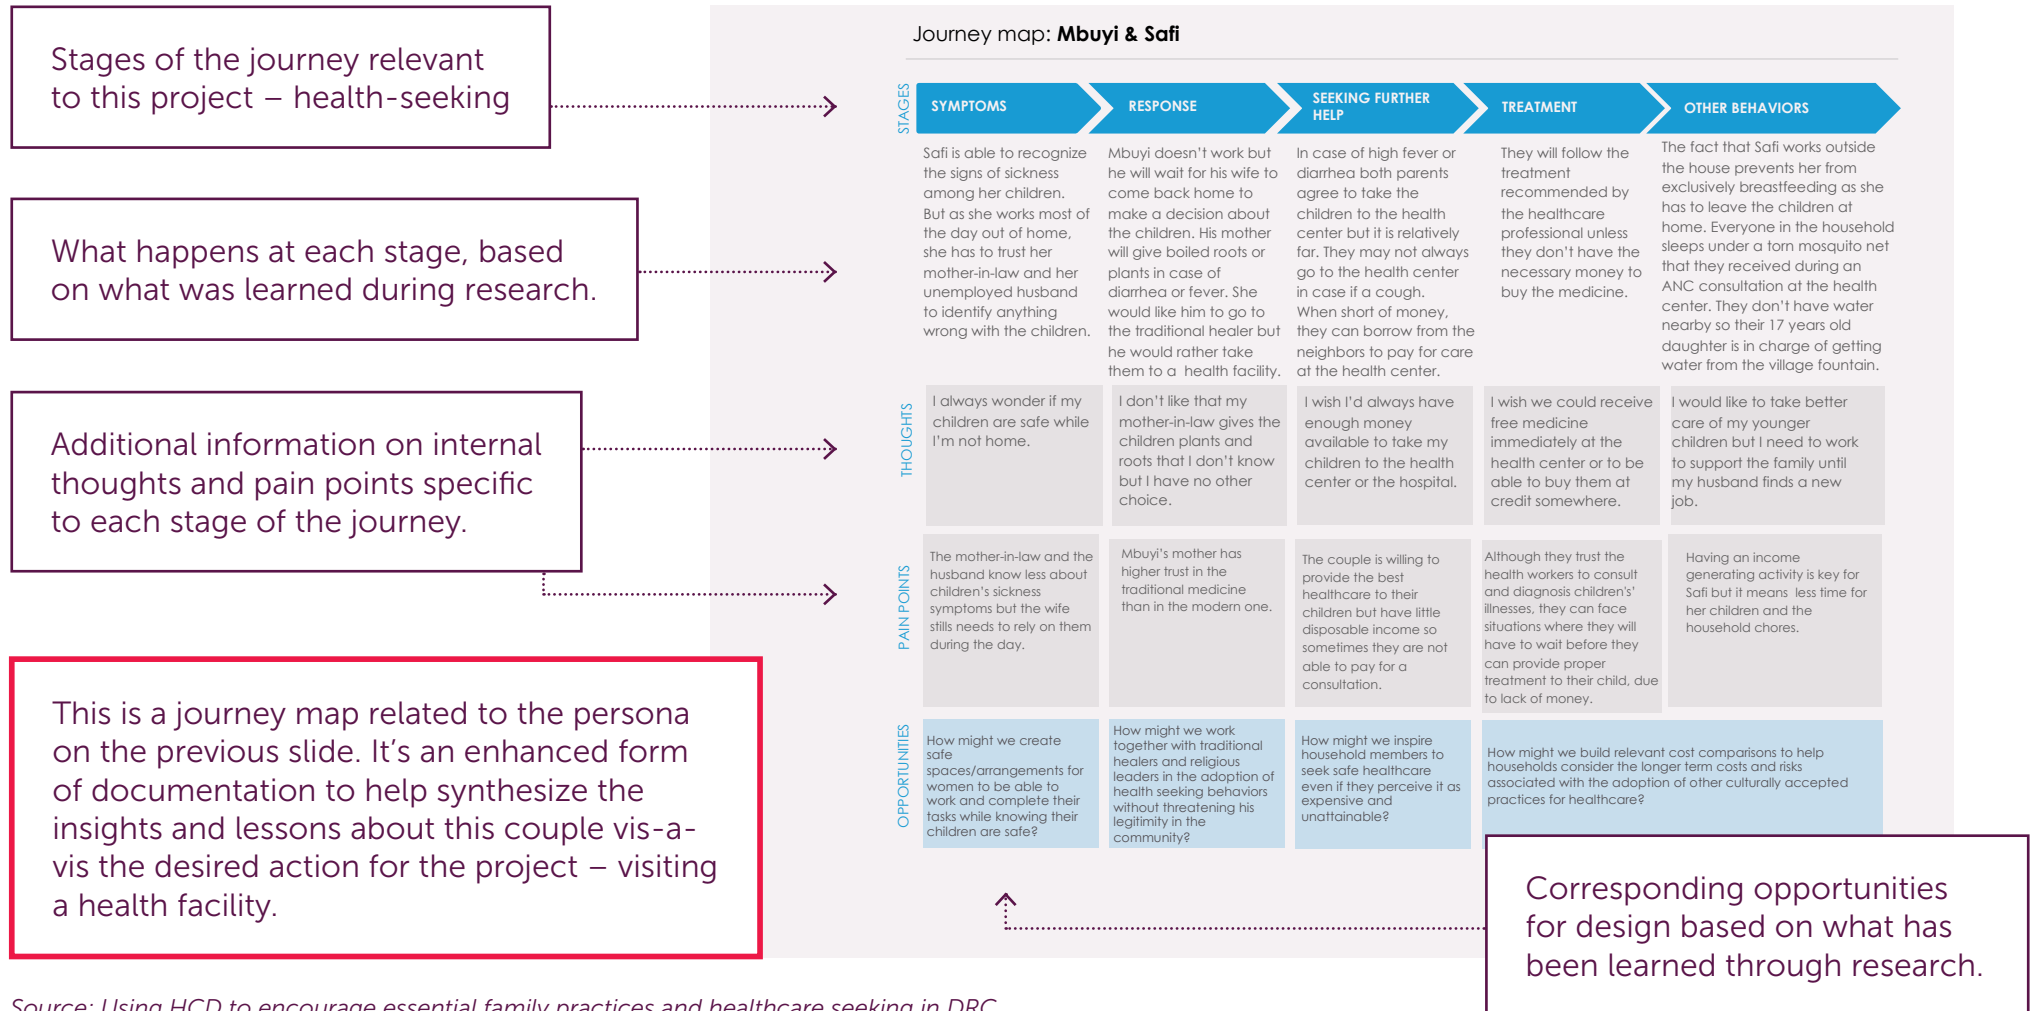 Stages of the journey relevant
to this project – health-seeking
What happens at each stage, based
on what was learned during research.
Additional information on internal
thoughts and pain points specific
to each stage of the journey.
This is a journey map related to the persona
on the previous slide. It's an enhanced form
of documentation to help synthesize the
insights and lessons about this couple vis-a-
vis the desired action for the project – visiting
a health facility.
Journey map: Mbuyi & Safi
STAGES
SYMPTOMS
RESPONSE
SEEKING FURTHER
HELP
TREATMENT
OTHER BEHAVIORS
Safi is able to recognize
the signs of sickness
among her children.
But as she works most of
the day out of home,
she has to trust her
mother-in-law and her
unemployed husband
to identify anything
wrong with the children.
Mbuyi doesn't work but
he will wait for his wife to
come back home to
make a decision about
the children. His mother
will give boiled roots or
plants in case of
diarrhea or fever. She
would like him to go to
the traditional healer but
he would rather take
them to a health facility.
In case of high fever or
diarrhea both parents
agree to take the
children to the health
center but it is relatively
far. They may not always
go to the health center
in case if a cough.
When short of money,
they can borrow from the
neighbors to pay for care
at the health center.
They will follow the
treatment
recommended by
the healthcare
professional unless
they don't have the
necessary money to
buy the medicine.
The fact that Safi works outside
the house prevents her from
exclusively breastfeeding as she
has to leave the children at
home. Everyone in the household
sleeps under a torn mosquito net
that they received during an
ANC consultation at the health
center. They don't have water
nearby so their 17 years old
daughter is in charge of getting
water from the village fountain.
THOUGHTS
I always wonder if my
children are safe while
I'm not home.
I don't like that my
mother-in-law gives the
children plants and
roots that I don't know
but I have no other
choice.
I wish I'd always have
enough money
available to take my
children to the health
center or the hospital.
I wish we could receive
free medicine
immediately at the
health center or to be
able to buy them at
credit somewhere.
I would like to take better
care of my younger
children but I need to work
to support the family until
my husband finds a new
job.
PAIN POINTS
The mother-in-law and the
husband know less about
children's sickness
symptoms but the wife
stills needs to rely on them
during the day.
Mbuyi's mother has
higher trust in the
traditional medicine
than in the modern one.
The couple is willing to
provide the best
healthcare to their
children but have little
disposable income so
sometimes they are not
able to pay for a
consultation.
Although they trust the
health workers to consult
and diagnosis children's'
illnesses, they can face
situations where they will
have to wait before they
can provide proper
treatment to their child, due
to lack of money.
Having an income
generating activity is key for
Safi but it means less time for
her children and the
household chores.
OPPORTUNITIES
How might we create
safe
spaces/arrangements for
women to be able to
work and complete their
tasks while knowing their
children are safe?
How might we work
together with traditional
healers and religious
leaders in the adoption of
health seeking behaviors
without threatening his
legitimity in the
community?
How might we inspire
household members to
seek safe healthcare
even if they perceive it as
expensive and
unattainable?
How might we build relevant cost comparisons to help
households consider the longer term costs and risks
associated with the adoption of other culturally accepted
practices for healthcare?
Corresponding opportunities
for design based on what has
been learned through research.
Source: Using HCD to encourage essential family practices and healthcare seeking in DRC